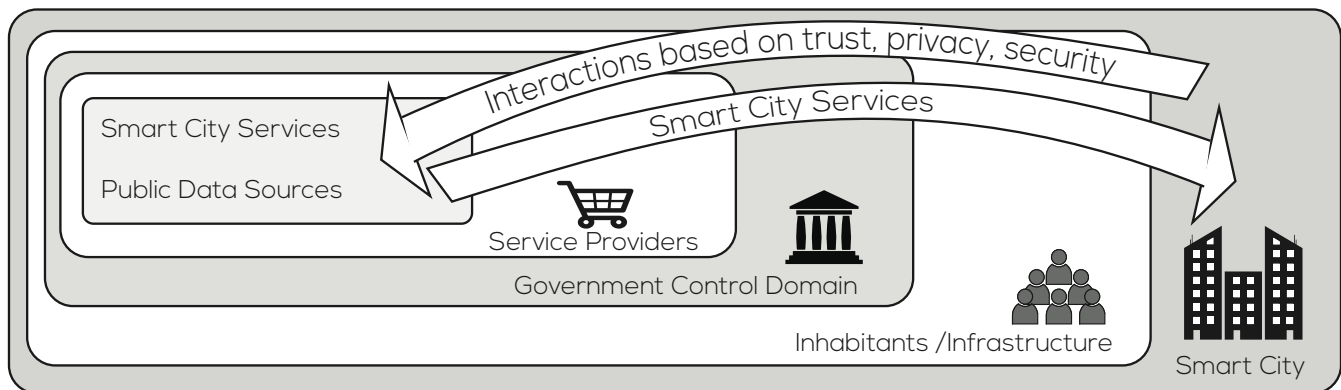 Interactions based on trust, privacy, security
Smart City Services
Smart City Services
Public Data Sources
Service Providers
Government Control Domain
Inhabitants /Infrastructure
Smart City